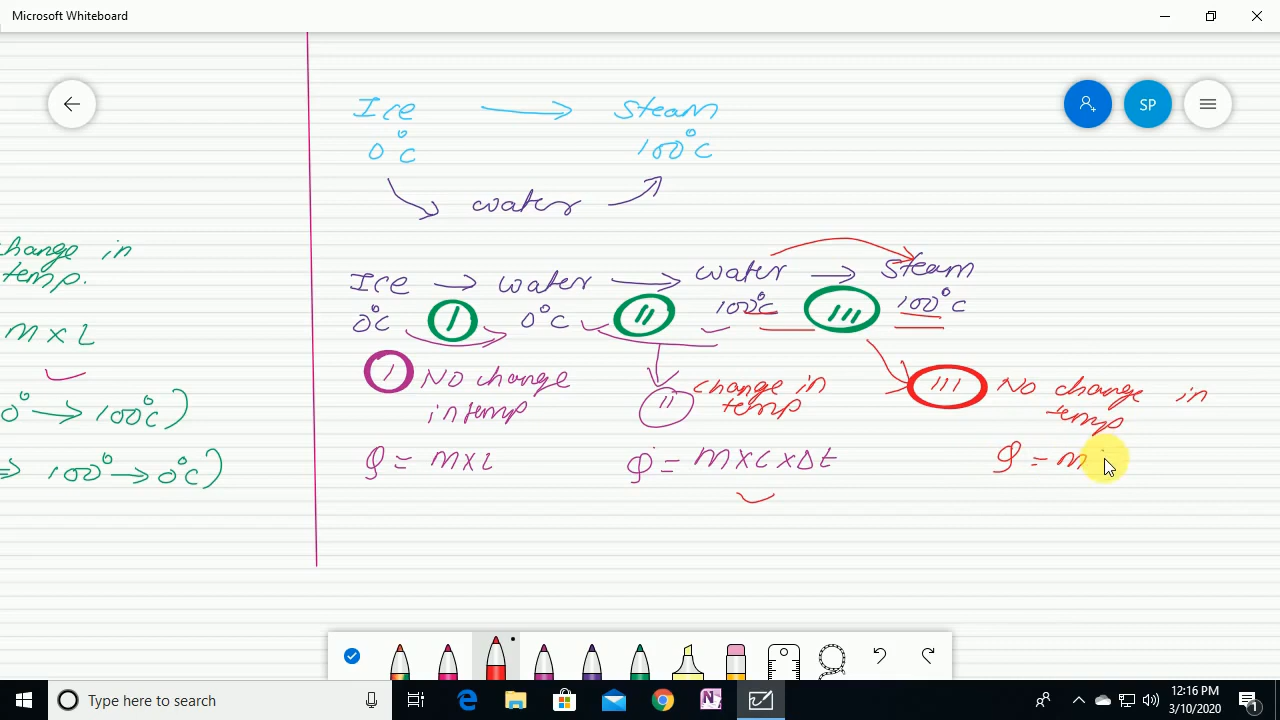 Microsoft Whiteboard
SP
Ice → Steam
0°C 100°C
water
change in
temp.
Ice → water → water → Steam
0°C I 0°C II 100°C III 100°C
M x L
I No change
in temp
ii change in
temp
III No change in
temp
0° → 100°C)
⇒ 100° → 0°C)
Q = M x L
Q = M x C x Δt
Q = m
Type here to search
12:16 PM
3/10/2020
1